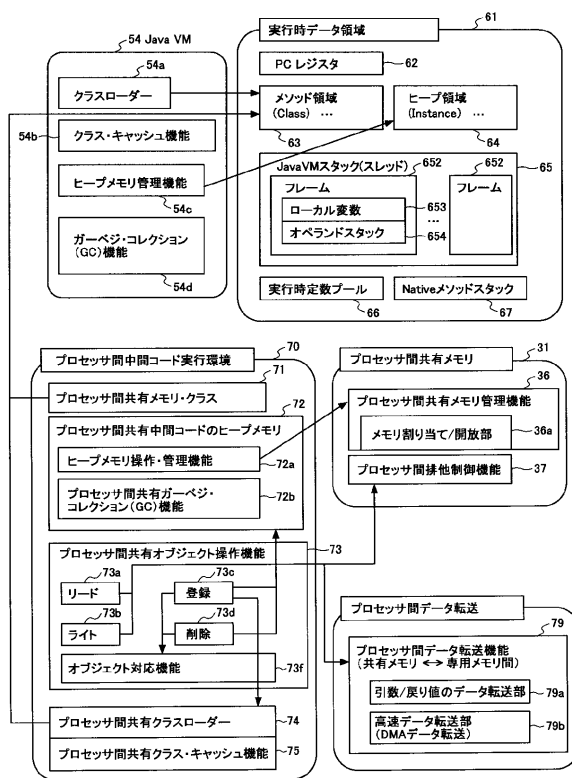 54 Java VM
54a
クラスローダー
54b
クラス・キャッシュ機能
ヒープメモリ管理機能
54c
ガーベジ・コレクション
(GC)機能
54d
61
実行時データ領域
PC レジスタ
62
メソッド領域
(Class) …
63
ヒープ領域
(Instance) …
64
65
JavaVMスタック(スレッド)
652
フレーム
ローカル変数
653
オペランドスタック
654
…
652
フレーム
実行時定数プール
66
Nativeメソッドスタック
67
70
プロセッサ間中間コード実行環境
71
プロセッサ間共有メモリ・クラス
72
プロセッサ間共有中間コードのヒープメモリ
ヒープメモリ操作・管理機能
72a
プロセッサ間共有ガーベジ・
コレクション(GC)機能
72b
73
プロセッサ間共有オブジェクト操作機能
73a
リード
73b
ライト
73c
登録
73d
削除
オブジェクト対応機能
73f
プロセッサ間共有クラスローダー
74
プロセッサ間共有クラス・キャッシュ機能
75
31
プロセッサ間共有メモリ
36
プロセッサ間共有メモリ管理機能
メモリ割り当て/開放部
36a
プロセッサ間排他制御機能
37
プロセッサ間データ転送
79
プロセッサ間データ転送機能
(共有メモリ ↔ 専用メモリ間)
引数/戻り値のデータ転送部
79a
高速データ転送部
(DMAデータ転送)
79b